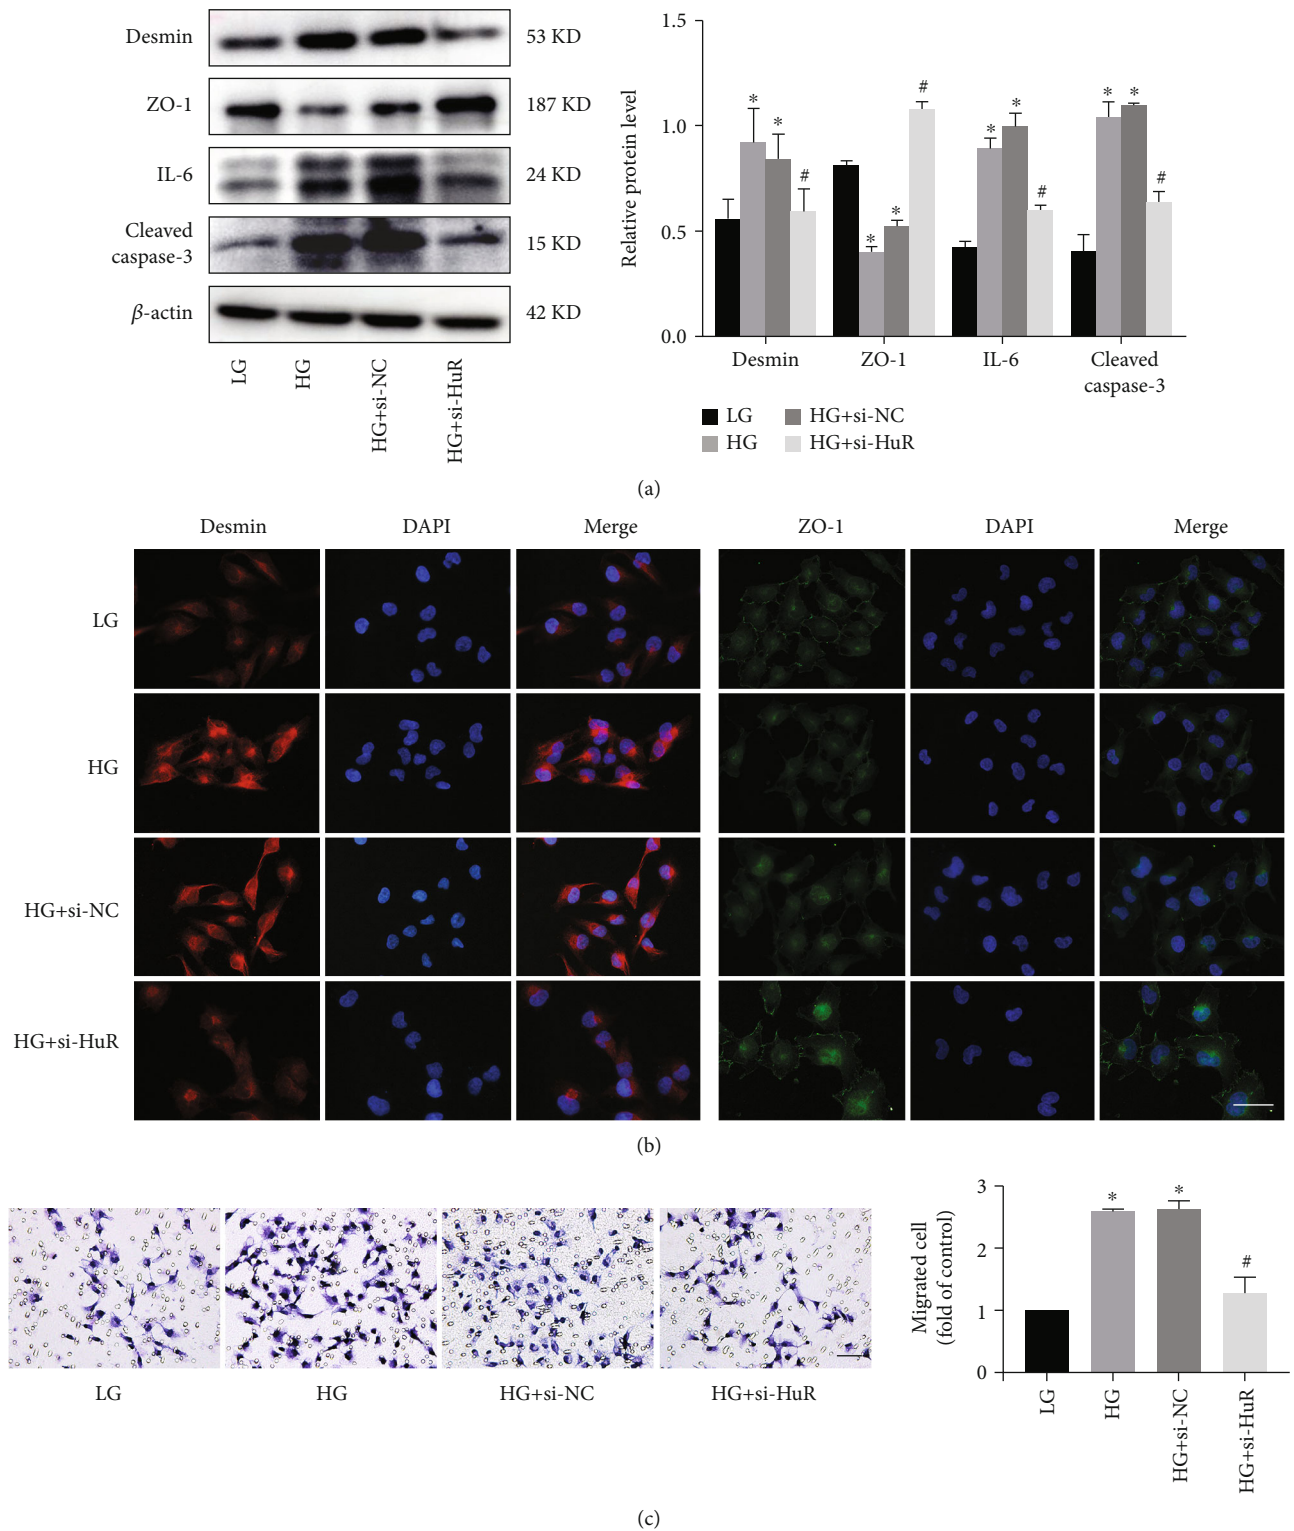 Desmin
53 KD
ZO-1
187 KD
IL-6
24 KD
Cleaved
caspase-3
15 KD
β-actin
42 KD
LG
HG
HG+si-NC
HG+si-HuR
1.5
1.0
0.5
0.0
Relative protein level
* * #
* * #
* * #
* * #
Desmin
ZO-1
IL-6
Cleaved
caspase-3
LG
HG
HG+si-NC
HG+si-HuR
(a)
Desmin
DAPI
Merge
ZO-1
DAPI
Merge
LG
HG
HG+si-NC
HG+si-HuR
(b)
LG
HG
HG+si-NC
HG+si-HuR
3
2
1
0
Migrated cell
(fold of control)
* * #
LG
HG
HG+si-NC
HG+si-HuR
(c)